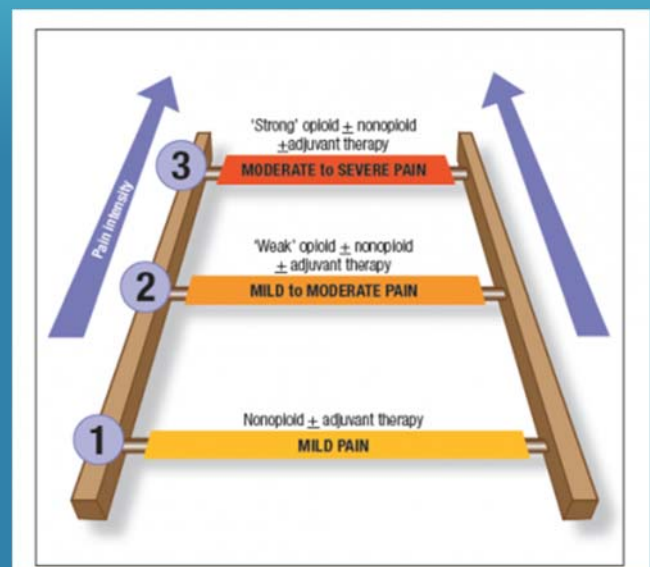 'Strong' opioid ± nonopioid
±adjuvant therapy
3
MODERATE to SEVERE PAIN
Pain intensity
'Weak' opioid ± nonopioid
± adjuvant therapy
2
MILD to MODERATE PAIN
Nonopioid ± adjuvant therapy
1
MILD PAIN